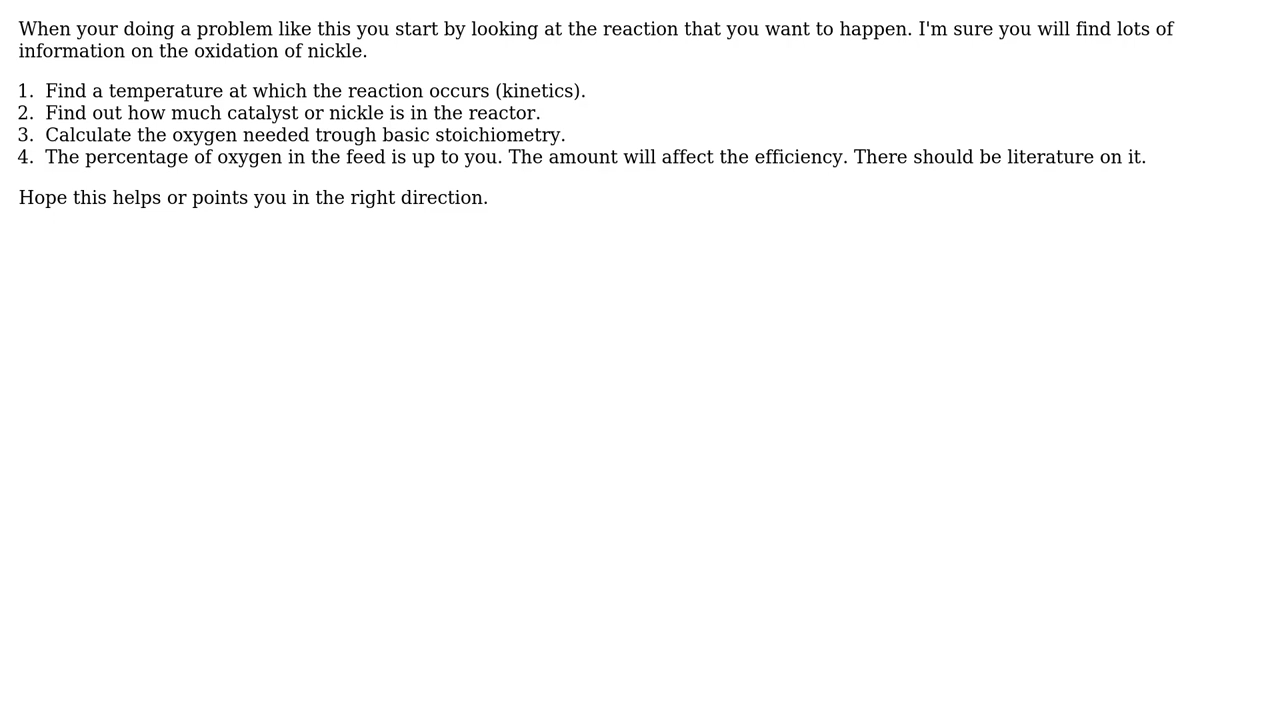 When your doing a problem like this you start by looking at the reaction that you want to happen. I'm sure you will find lots of
information on the oxidation of nickle.
1. Find a temperature at which the reaction occurs (kinetics).
2. Find out how much catalyst or nickle is in the reactor.
3. Calculate the oxygen needed trough basic stoichiometry.
4. The percentage of oxygen in the feed is up to you. The amount will affect the efficiency. There should be literature on it.
Hope this helps or points you in the right direction.